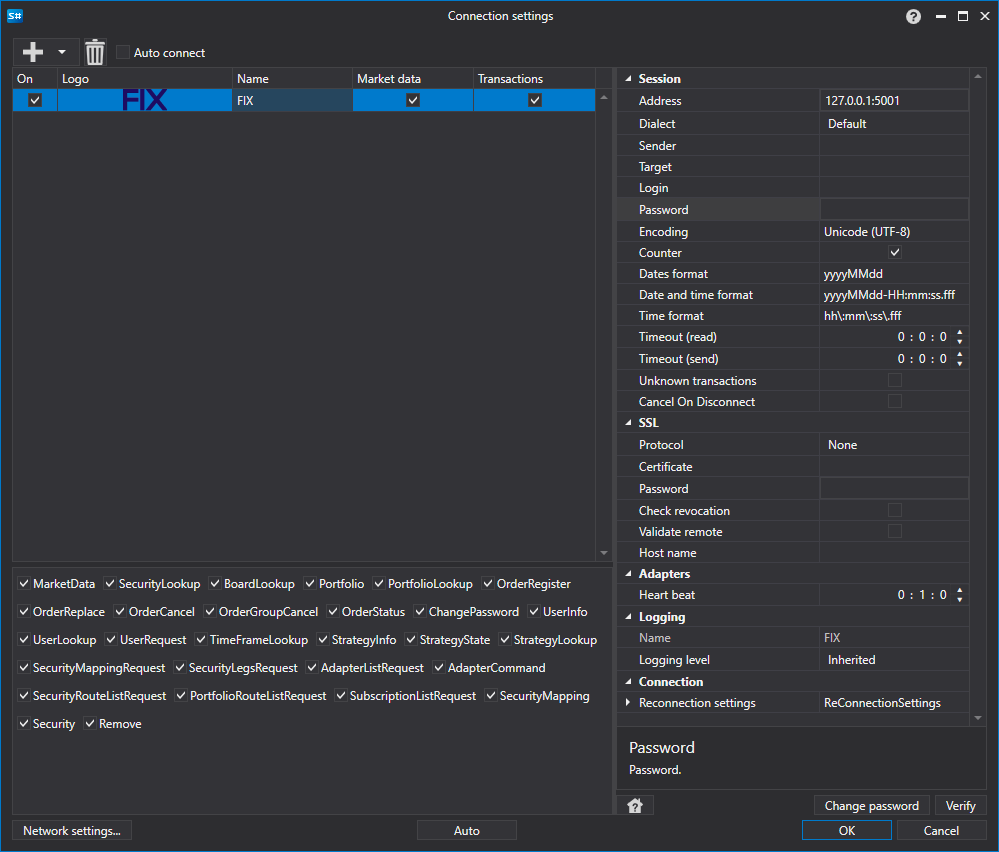 S#
Connection settings
?
Auto connect
On Logo Name Market data Transactions
FIX FIX
Session
Address 127.0.0.1:5001
Dialect Default
Sender
Target
Login
Password
Encoding Unicode (UTF-8)
Counter
Dates format yyyyMMdd
Date and time format yyyyMMdd-HH:mm:ss.fff
Time format hh\:mm\:ss\.fff
Timeout (read) 0 : 0 : 0
Timeout (send) 0 : 0 : 0
Unknown transactions
Cancel On Disconnect
SSL
Protocol None
Certificate
Password
Check revocation
Validate remote
Host name
Adapters
Heart beat 0 : 1 : 0
Logging
Name FIX
Logging level Inherited
Connection
Reconnection settings ReConnectionSettings
MarketData SecurityLookup BoardLookup Portfolio PortfolioLookup OrderRegister
OrderReplace OrderCancel OrderGroupCancel OrderStatus ChangePassword UserInfo
UserLookup UserRequest TimeFrameLookup StrategyInfo StrategyState StrategyLookup
SecurityMappingRequest SecurityLegsRequest AdapterListRequest AdapterCommand
SecurityRouteListRequest PortfolioRouteListRequest SubscriptionListRequest SecurityMapping
Security Remove
Password
Password.
?
Change password Verify
Network settings... Auto OK Cancel